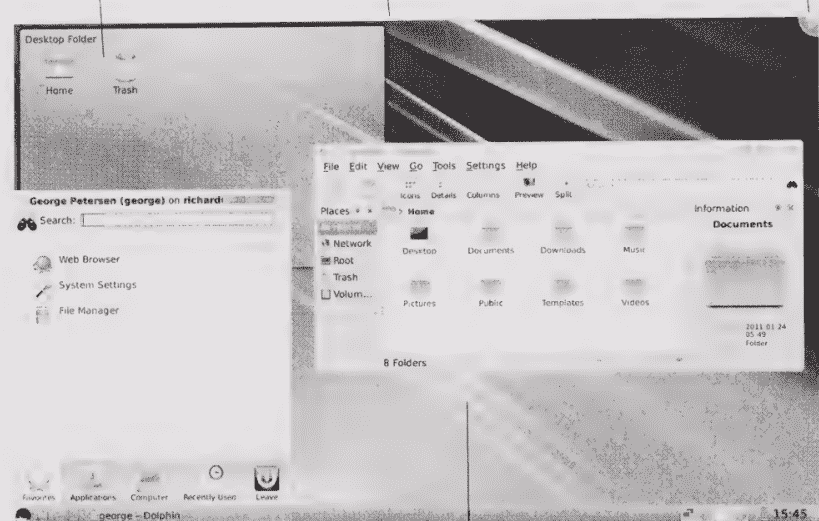 Desktop Folder
Home Trash
File Edit View Go Tools Settings Help
Icons Details Columns Preview Split
George Petersen (george) on
Search:
Places
Home
Information
Documents
Network
Root
Trash
Volum...
Desktop Documents Downloads Music
Pictures Public Templates Videos
2011 01 24
05 49
Folder
8 Folders
Web Browser
System Settings
File Manager
Favorites Applications Computer Recently Used Leave
george – Dolphin
15:45